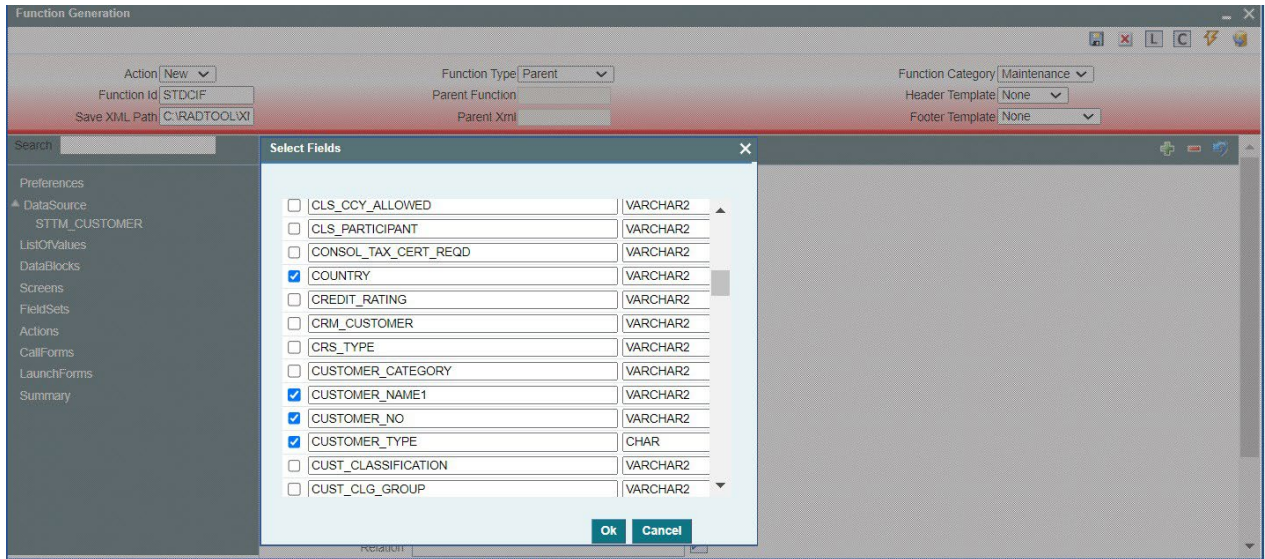 Function Generation
L C
Action New Function Type Parent Function Category Maintenance
Function Id STDCIF Parent Function Header Template None
Save XML Path C:\RADTOOL\XI Parent Xml Footer Template None
Search
Select Fields
Preferences
DataSource
STTM_CUSTOMER
ListOfValues
DataBlocks
Screens
FieldSets
Actions
CallForms
LaunchForms
Summary
CLS_CCY_ALLOWED VARCHAR2
CLS_PARTICIPANT VARCHAR2
CONSOL_TAX_CERT_REQD VARCHAR2
COUNTRY VARCHAR2
CREDIT_RATING VARCHAR2
CRM_CUSTOMER VARCHAR2
CRS_TYPE VARCHAR2
CUSTOMER_CATEGORY VARCHAR2
CUSTOMER_NAME1 VARCHAR2
CUSTOMER_NO VARCHAR2
CUSTOMER_TYPE CHAR
CUST_CLASSIFICATION VARCHAR2
CUST_CLG_GROUP VARCHAR2
Ok Cancel
Relation